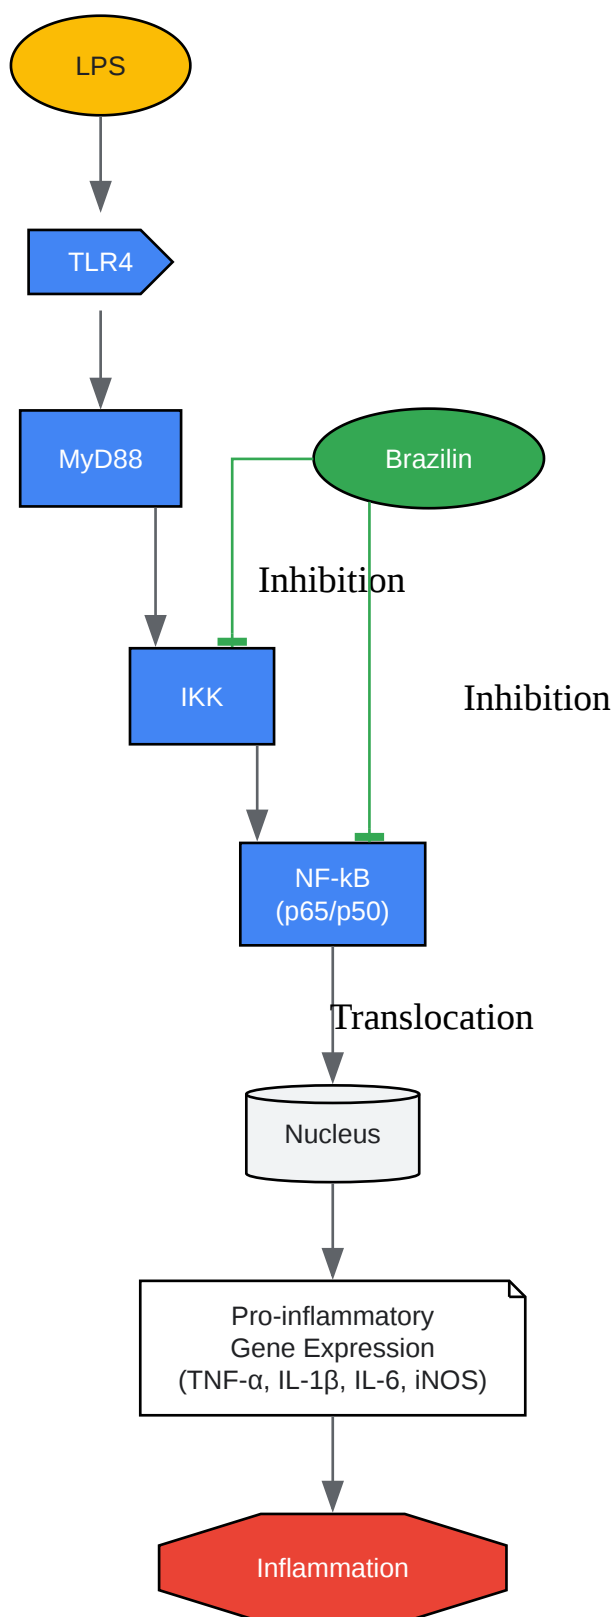 LPS
TLR4
MyD88
Brazilin
Inhibition
IKK
Inhibition
NF-kB
(p65/p50)
Translocation
Nucleus
Pro-inflammatory
Gene Expression
(TNF-α, IL-1β, IL-6, iNOS)
Inflammation